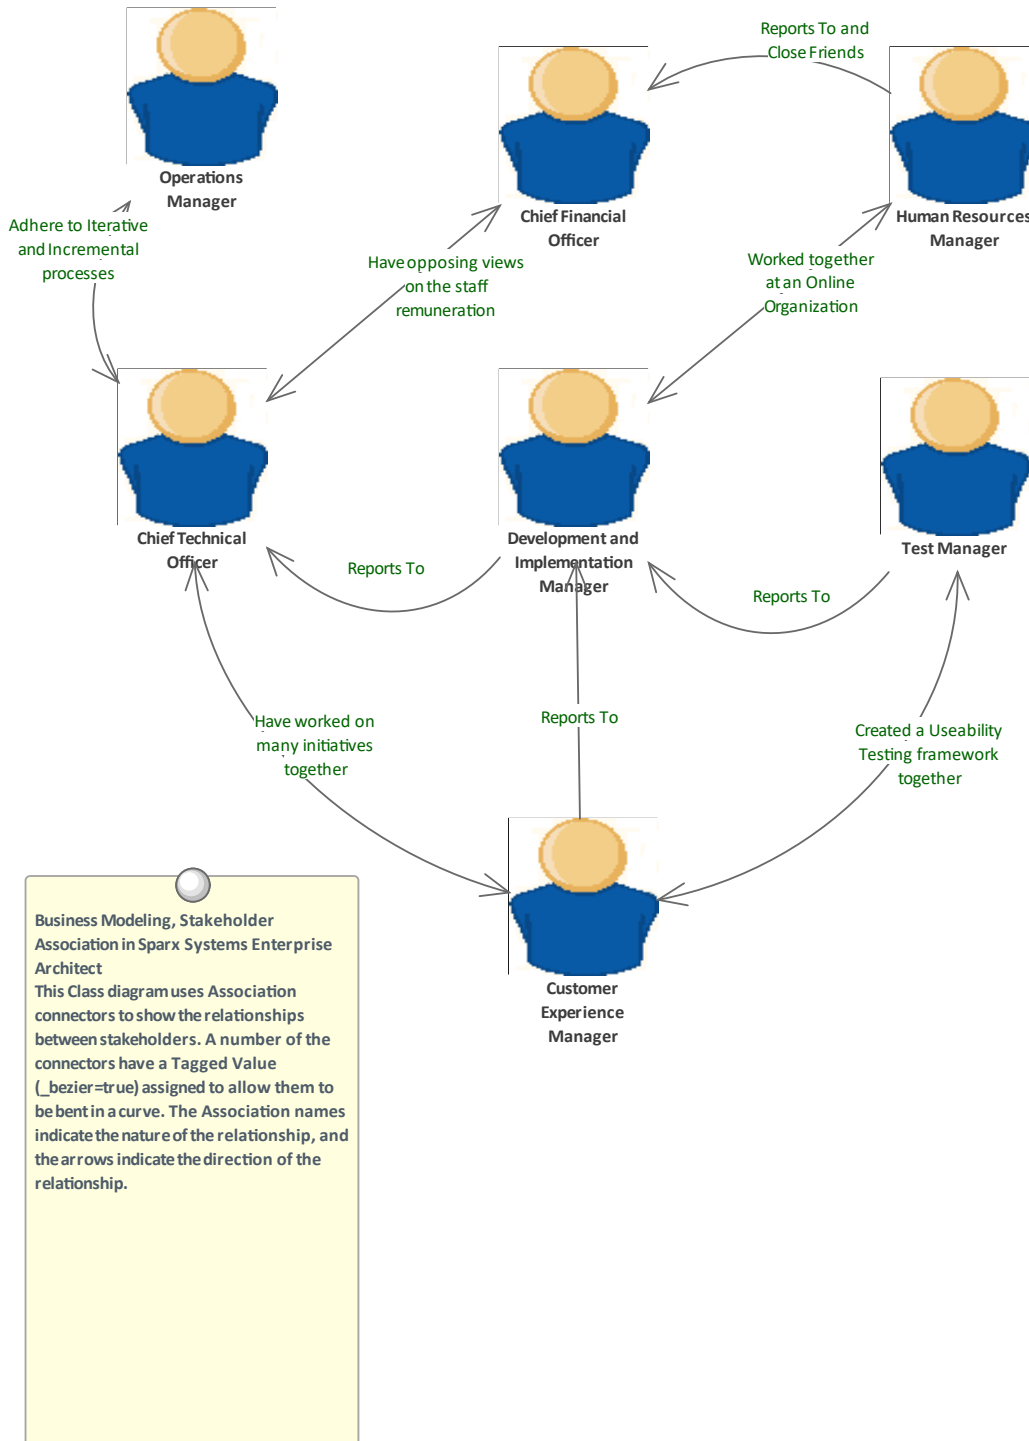 Reports To and
Close Friends
Operations
Manager
Chief Financial
Officer
Human Resources
Manager
Adhere to Iterative
and Incremental
processes
Have opposing views
on the staff
remuneration
Worked together
at an Online
Organization
Chief Technical
Officer
Development and
Implementation
Manager
Test Manager
Reports To
Reports To
Have worked on
many initiatives
together
Reports To
Created a Useability
Testing framework
together
Customer
Experience
Manager
Business Modeling, Stakeholder
Association in Sparx Systems Enterprise
Architect
This Class diagram uses Association
connectors to show the relationships
between stakeholders. A number of the
connectors have a Tagged Value
(_bezier=true) assigned to allow them to
be bent in a curve. The Association names
indicate the nature of the relationship, and
the arrows indicate the direction of the
relationship.